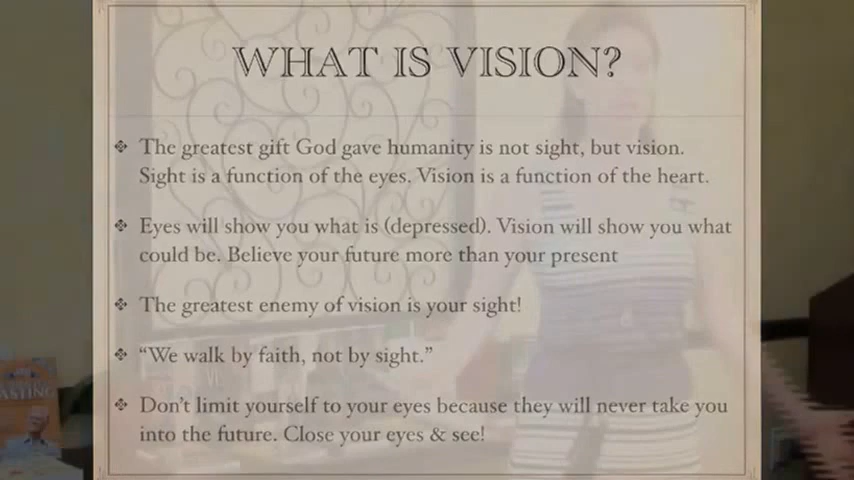 WHAT IS VISION?
The greatest gift God gave humanity is not sight, but vision.
Sight is a function of the eyes. Vision is a function of the heart.
Eyes will show you what is (depressed). Vision will show you what
could be. Believe your future more than your present
The greatest enemy of vision is your sight!
“We walk by faith, not by sight.”
Don’t limit yourself to your eyes because they will never take you
into the future. Close your eyes & see!